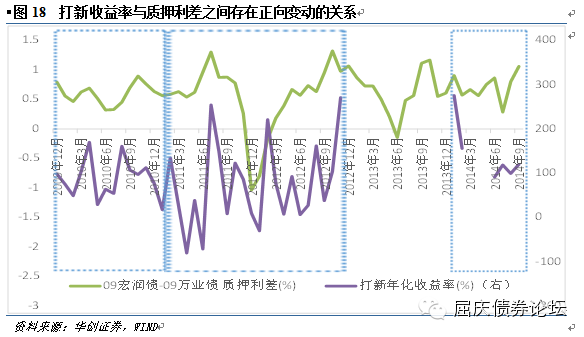 图 18 打新收益率与质押利差之间存在正向变动的关系
1.5
1
0.5
0
-0.5
-1
-1.5
-2
-2.5
-3
400
300
200
100
0
-100
2010年3月
2010年6月
2010年9月
2010年12月
2011年3月
2011年6月
2011年9月
2011年12月
2012年3月
2012年6月
2012年9月
2012年12月
2013年3月
2013年6月
2013年9月
2013年12月
2014年3月
2014年6月
2014年9月
09宏润债-09万业债 质押利差(%)
打新年化收益率(%)（右）
资料来源：华创证券，WIND
屈庆债券论坛